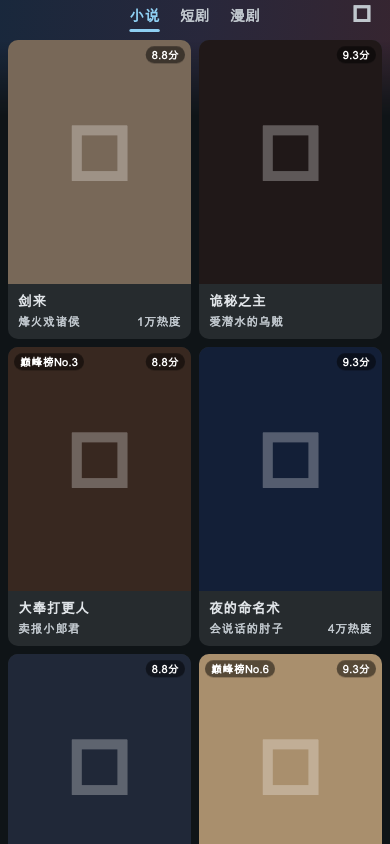 小说 短剧 漫剧
8.8分
剑来
烽火戏诸侯 1万热度
9.3分
诡秘之主
爱潜水的乌贼
巅峰榜No.3 8.8分
大奉打更人
卖报小郎君
9.3分
夜的命名术
会说话的肘子 4万热度
8.8分
巅峰榜No.6 9.3分